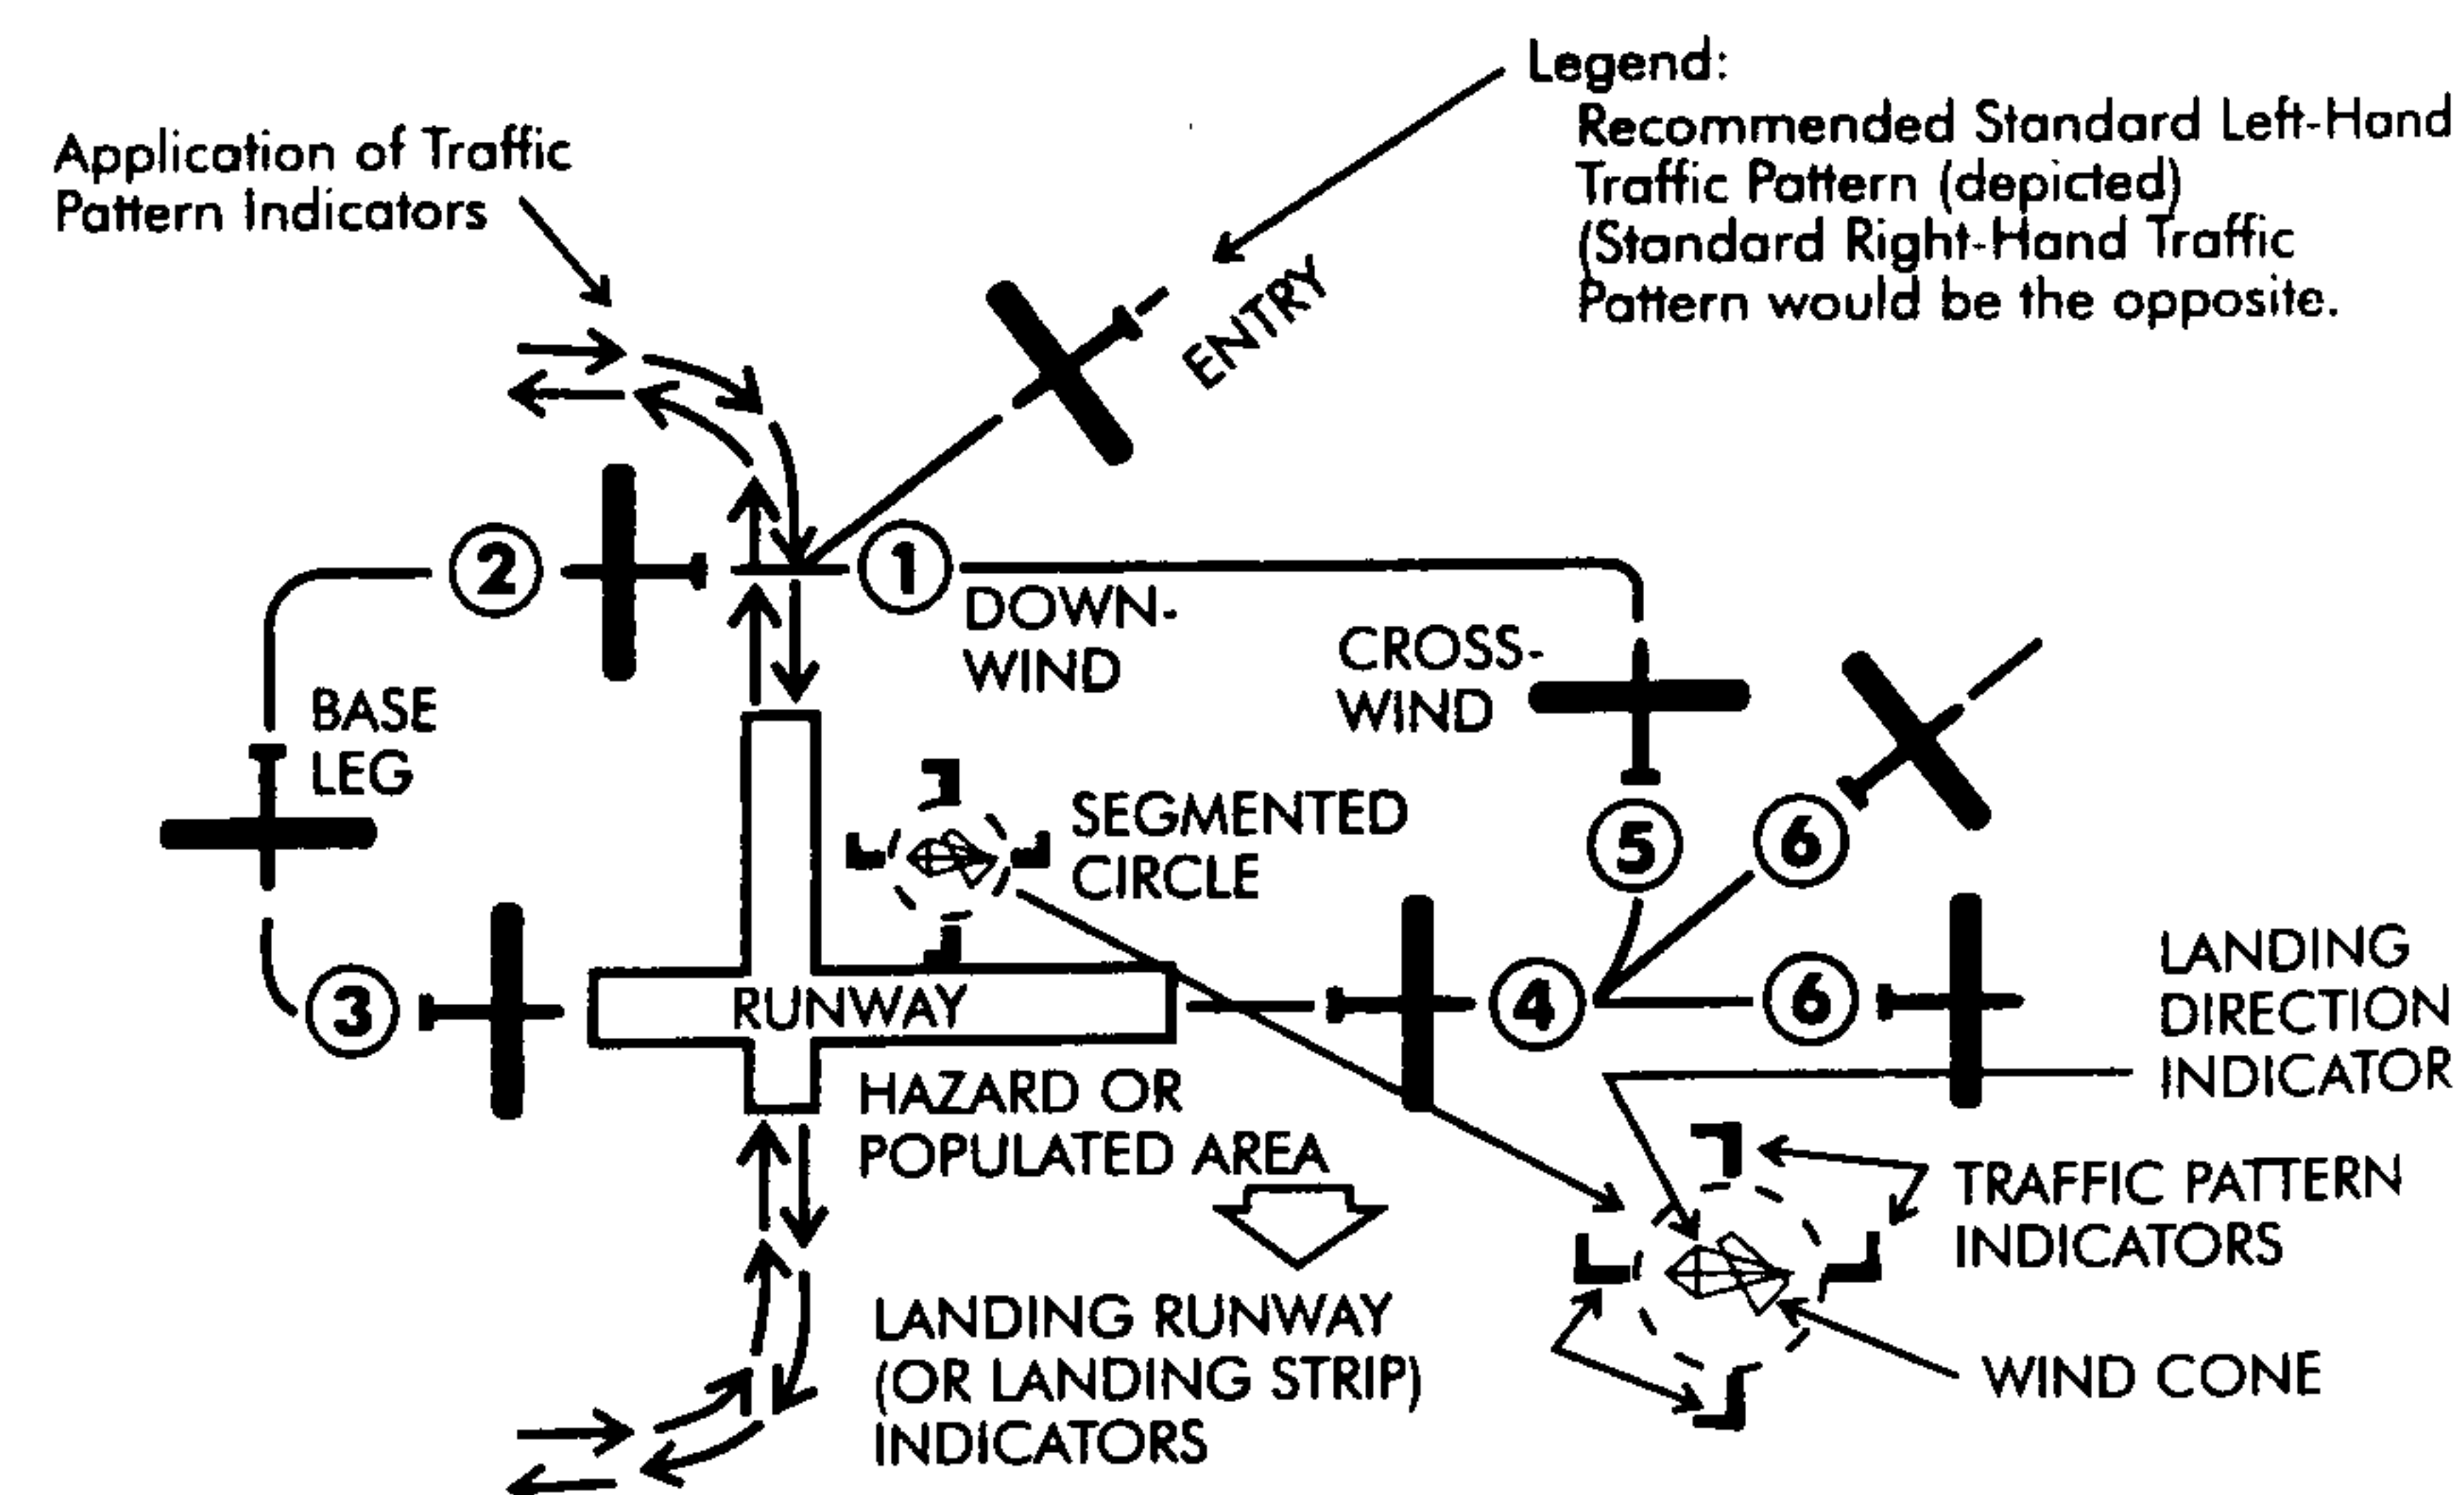 Legend:
Recommended Standard Left-Hand
Traffic Pattern (depicted)
(Standard Right-Hand Traffic
Pattern would be the opposite.
Application of Traffic
Pattern Indicators
ENTRY
2
1
DOWN-
WIND
CROSS-
WIND
BASE
LEG
SEGMENTED
CIRCLE
5
6
3
RUNWAY
4
6
LANDING
DIRECTION
INDICATOR
HAZARD OR
POPULATED AREA
TRAFFIC PATTERN
INDICATORS
LANDING RUNWAY
(OR LANDING STRIP)
INDICATORS
WIND CONE